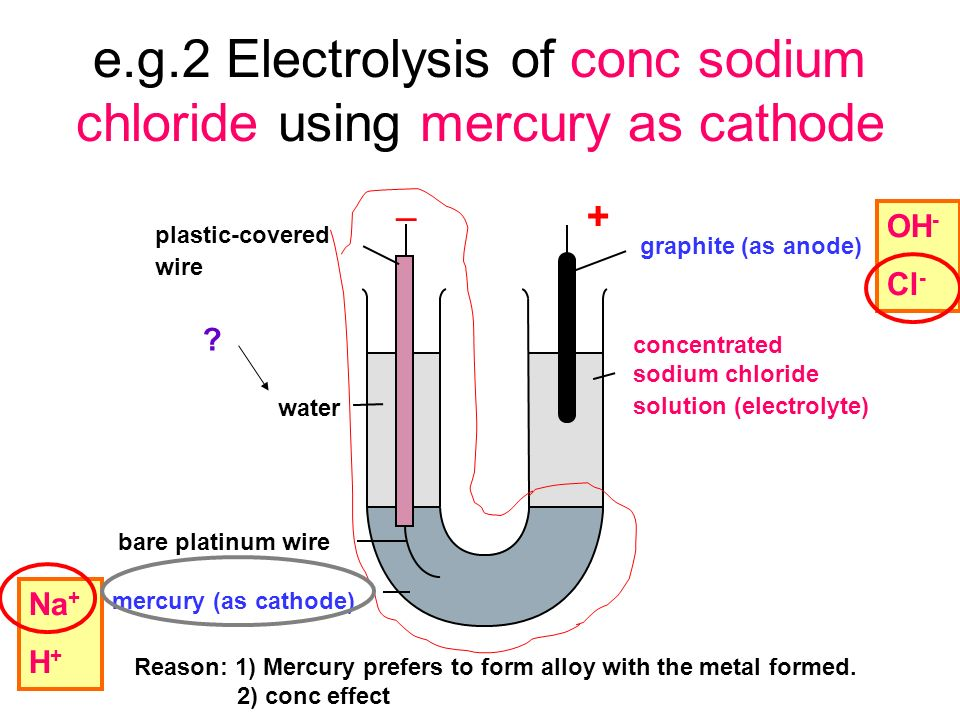 e.g.2 Electrolysis of conc sodium
chloride using mercury as cathode
_
+
plastic-covered
wire
graphite (as anode)
OH-
Cl-
?
water
concentrated
sodium chloride
solution (electrolyte)
bare platinum wire
mercury (as cathode)
Na+
H+
Reason: 1) Mercury prefers to form alloy with the metal formed.
2) conc effect